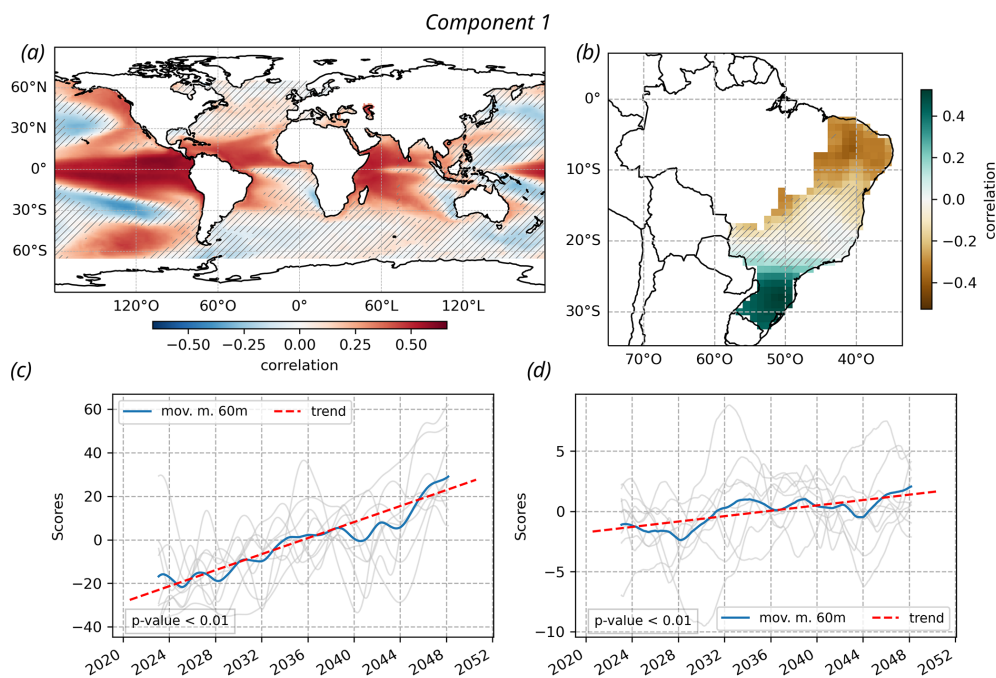 Component 1
(a)
60°N
30°N
0°
30°S
60°S
120°O 60°O 0° 60°L 120°L
−0.50 −0.25 0.00 0.25 0.50
correlation
(b)
0°
10°S
20°S
30°S
70°O 60°O 50°O 40°O
0.4
0.2
0.0
−0.2
−0.4
correlation
(c)
60
40
20
0
−20
−40
Scores
mov. m. 60m trend
p-value < 0.01
2020 2024 2028 2032 2036 2040 2044 2048 2052
(d)
5
0
−5
−10
Scores
p-value < 0.01
mov. m. 60m trend
2020 2024 2028 2032 2036 2040 2044 2048 2052